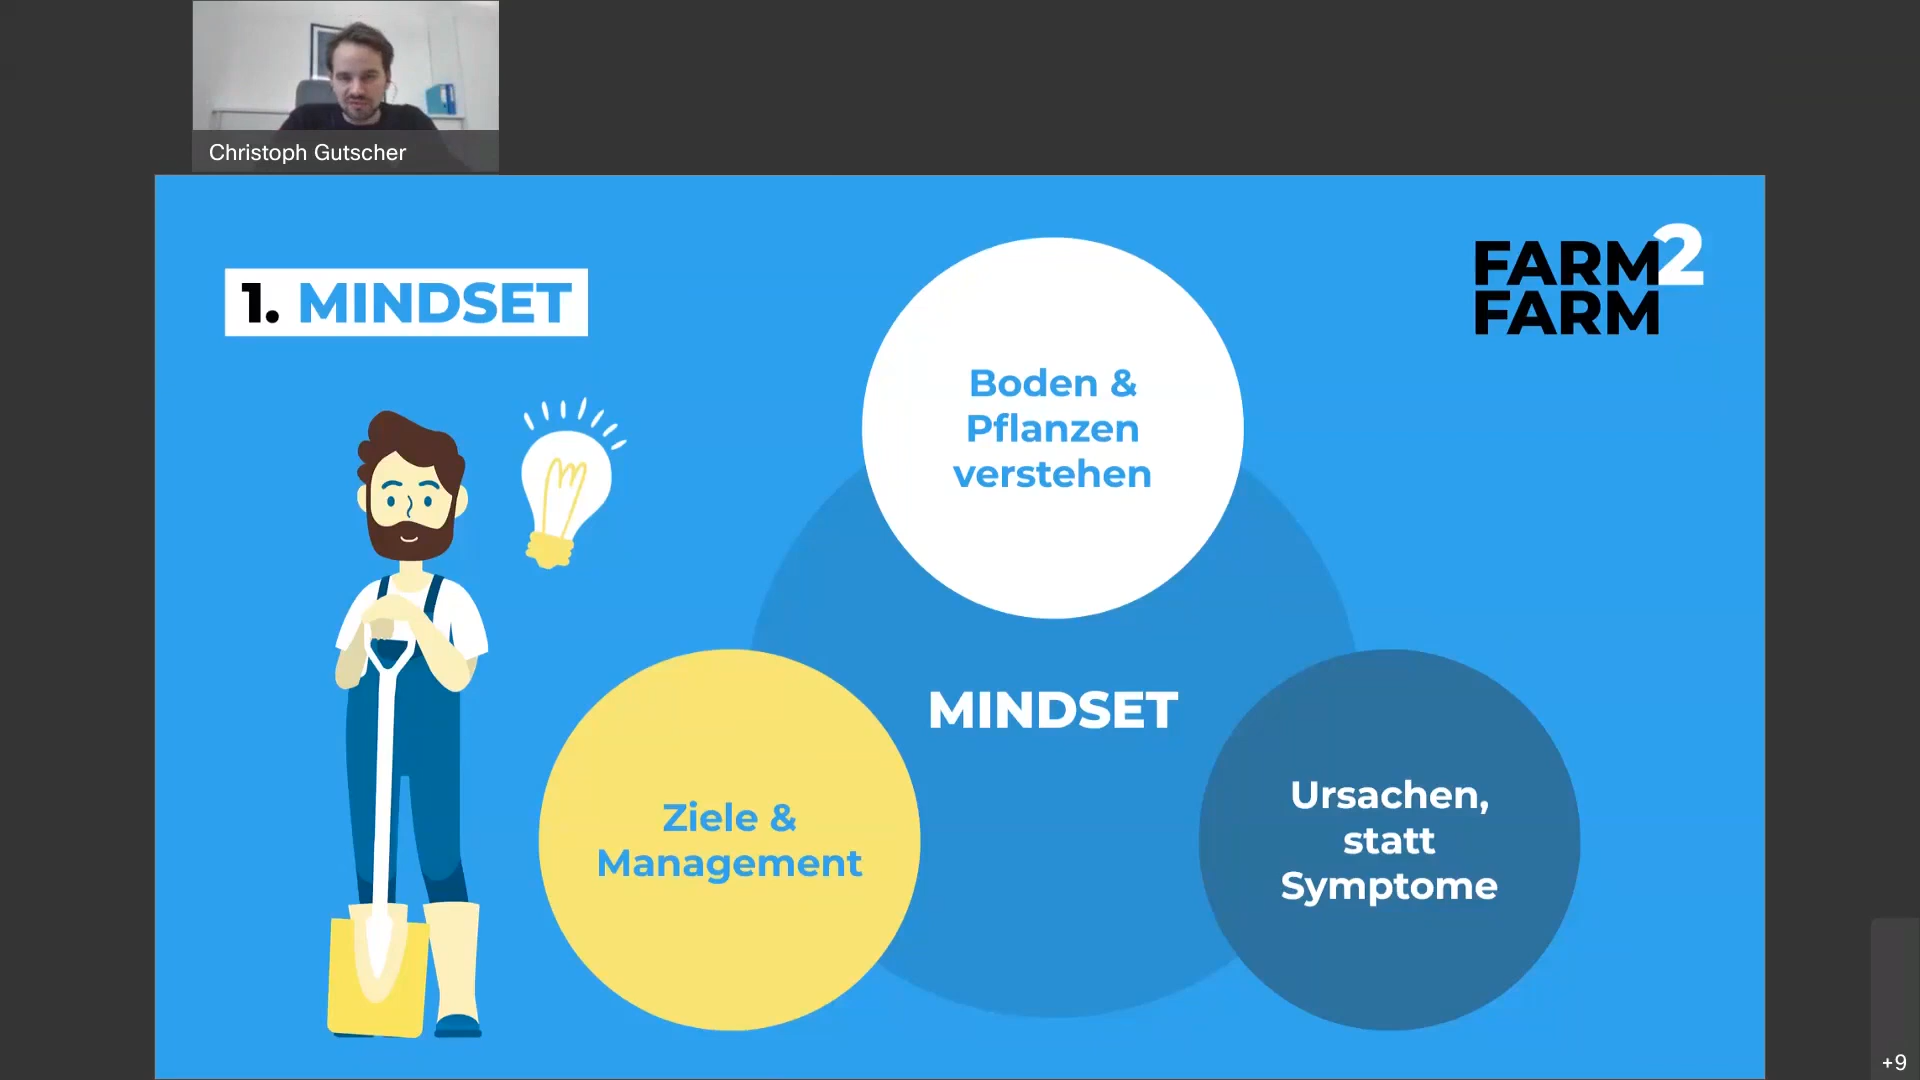 Christoph Gutscher
1. MINDSET
FARM2
FARM
Boden &
Pflanzen
verstehen
MINDSET
Ziele &
Management
Ursachen,
statt
Symptome
+9